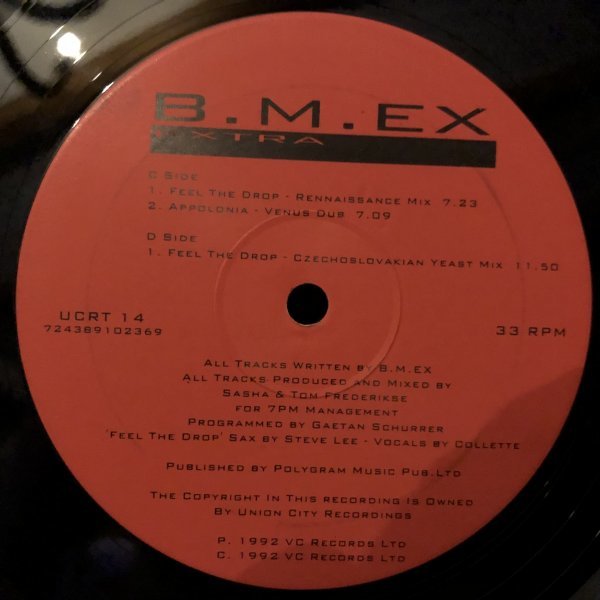 B.M.EX
EXTRA
C Side
1. Feel The Drop - Rennaissance Mix 7.23
2. Appolonia - Venus Dub 7.09
D Side
1. Feel The Drop - Czechoslovakian Yeast Mix 11.50
UCRT 14
724389102369
33 RPM
All Tracks Written by B.M.EX
All Tracks Produced and Mixed by
Sasha & Tom Frederikse
for 7PM Management
Programmed by Gaetan Schurrer
'Feel The Drop' Sax by Steve Lee - Vocals by Collette
Published by Polygram Music Pub.Ltd
The Copyright In This recording Is Owned
By Union City Recordings
P. 1992 VC Records Ltd
C. 1992 VC Records Ltd